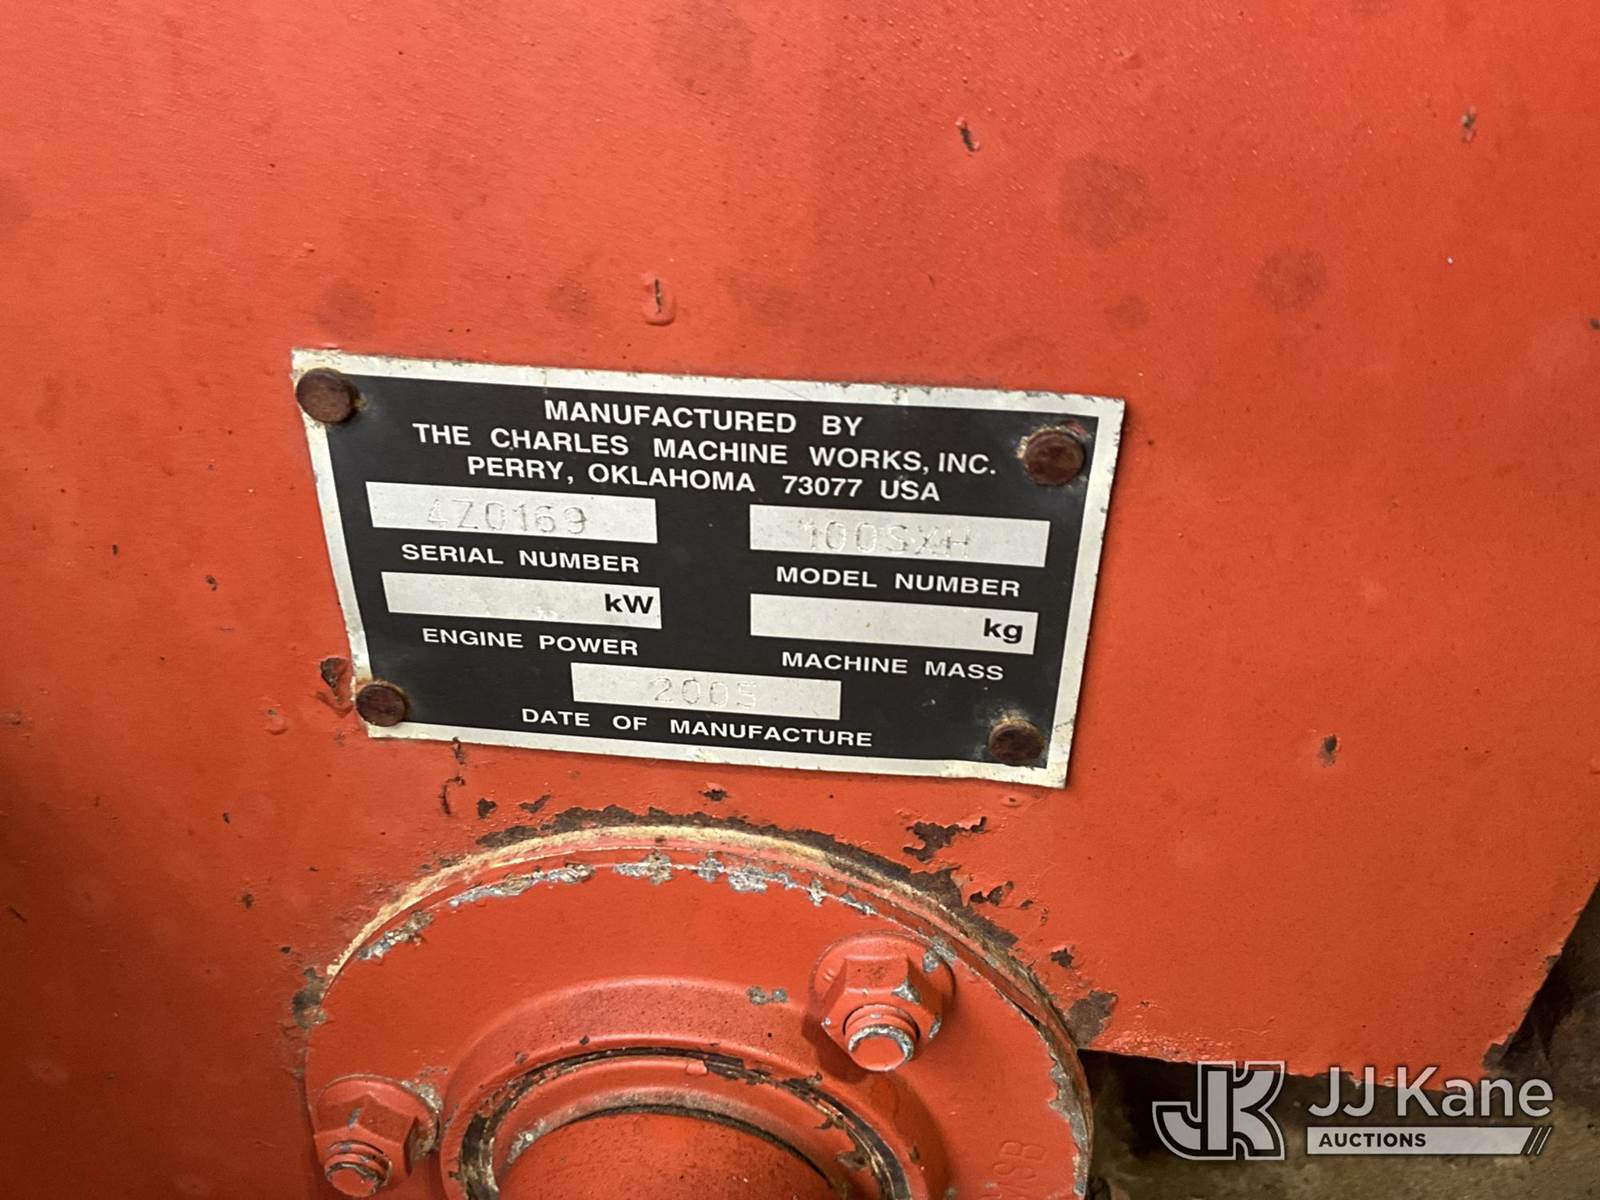 MANUFACTURED BY
THE CHARLES MACHINE WORKS, INC.
PERRY, OKLAHOMA 73077 USA
4Z0169
100SXH
SERIAL NUMBER
MODEL NUMBER
kW
kg
ENGINE POWER
MACHINE MASS
2005
DATE OF MANUFACTURE
JK
JJ Kane
AUCTIONS